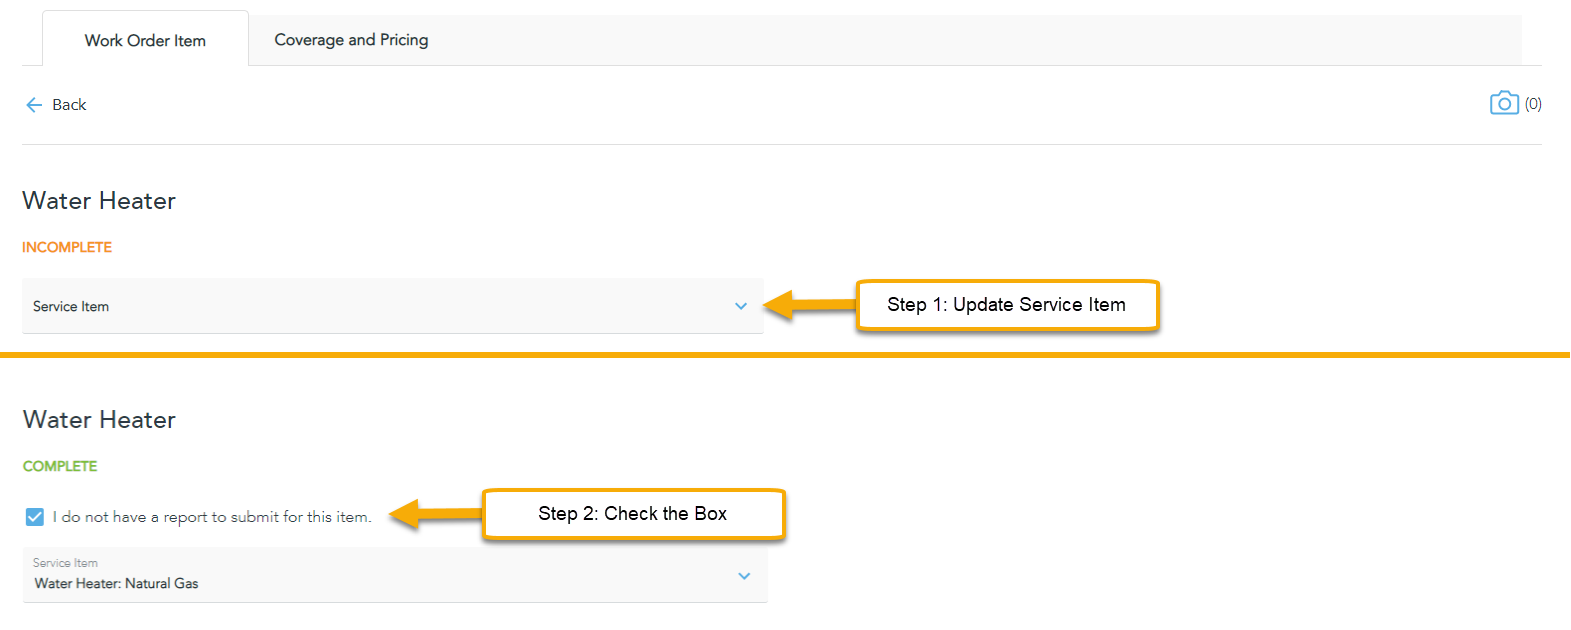 Work Order Item
Coverage and Pricing
Back
(0)
Water Heater
INCOMPLETE
Service Item
Step 1: Update Service Item
Water Heater
COMPLETE
I do not have a report to submit for this item.
Step 2: Check the Box
Service Item
Water Heater: Natural Gas